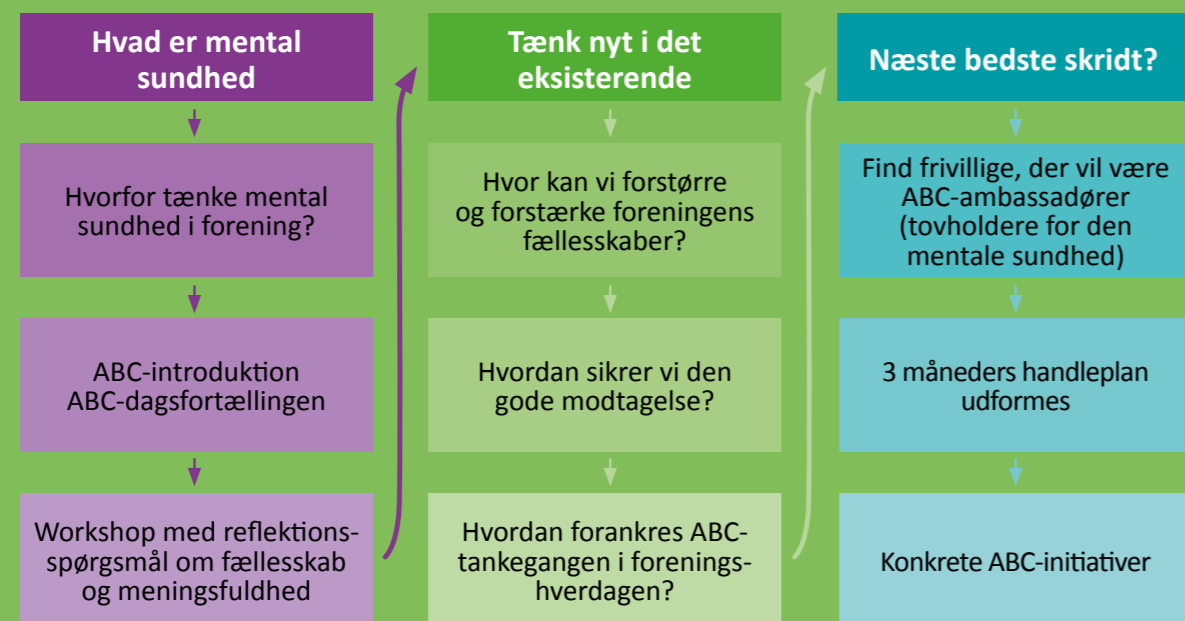 Hvad er mental
sundhed
Hvorfor tænke mental
sundhed i forening?
ABC-introduktion
ABC-dagsfortællingen
Workshop med reflektions-
spørgsmål om fællesskab
og meningsfuldhed
Tænk nyt i det
eksisterende
Hvor kan vi forstørre
og forstærke foreningens
fællesskaber?
Hvordan sikrer vi den
gode modtagelse?
Hvordan forankres ABC-
tankegangen i forenings-
hverdagen?
Næste bedste skridt?
Find frivillige, der vil være
ABC-ambassadører
(tovholdere for den
mentale sundhed)
3 måneders handleplan
udformes
Konkrete ABC-initiativer